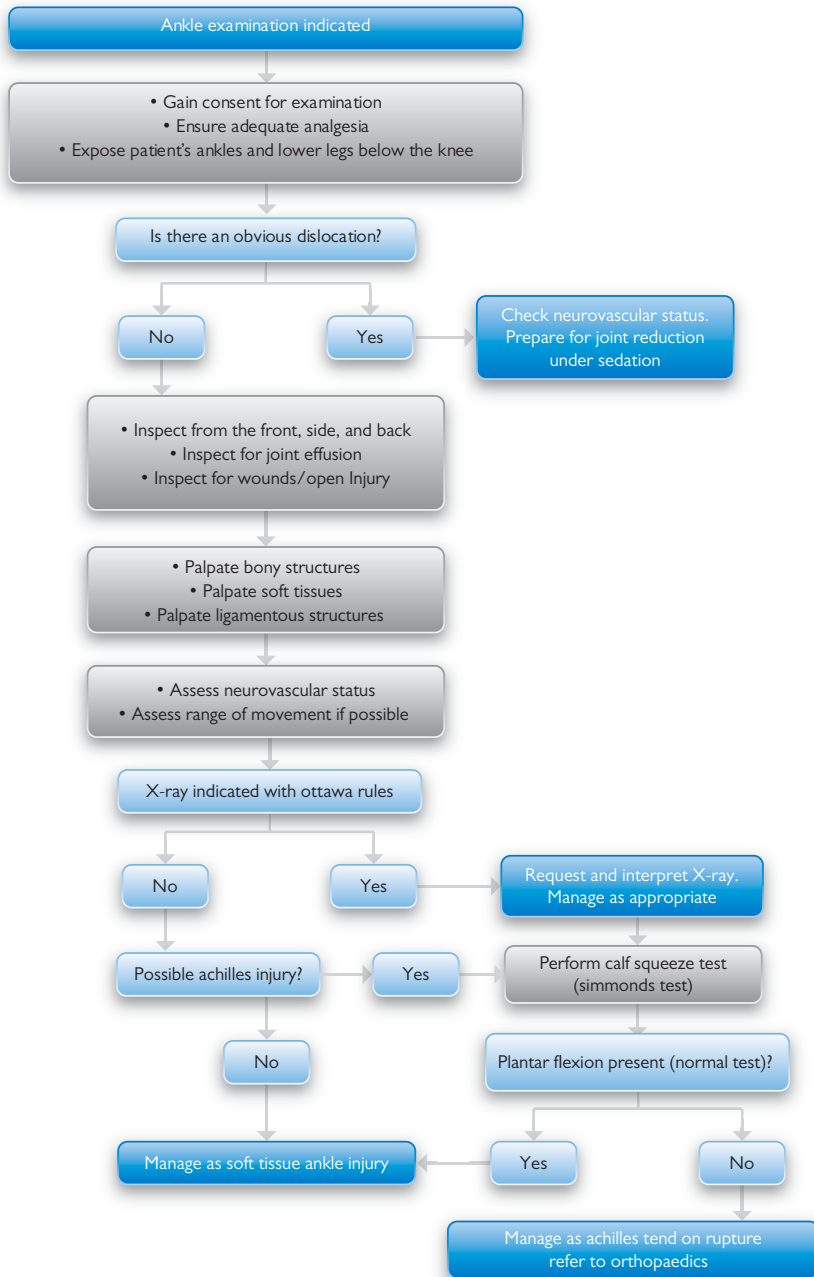 Ankle examination indicated
• Gain consent for examination
• Ensure adequate analgesia
• Expose patient's ankles and lower legs below the knee
Is there an obvious dislocation?
No
Yes
Check neurovascular status.
Prepare for joint reduction
under sedation
• Inspect from the front, side, and back
• Inspect for joint effusion
• Inspect for wounds/open Injury
• Palpate bony structures
• Palpate soft tissues
• Palpate ligamentous structures
• Assess neurovascular status
• Assess range of movement if possible
X-ray indicated with ottawa rules
No
Yes
Request and interpret X-ray.
Manage as appropriate
Possible achilles injury?
Yes
Perform calf squeeze test
(simmonds test)
No
Plantar flexion present (normal test)?
Manage as soft tissue ankle injury
Yes
No
Manage as achilles tend on rupture
refer to orthopaedics